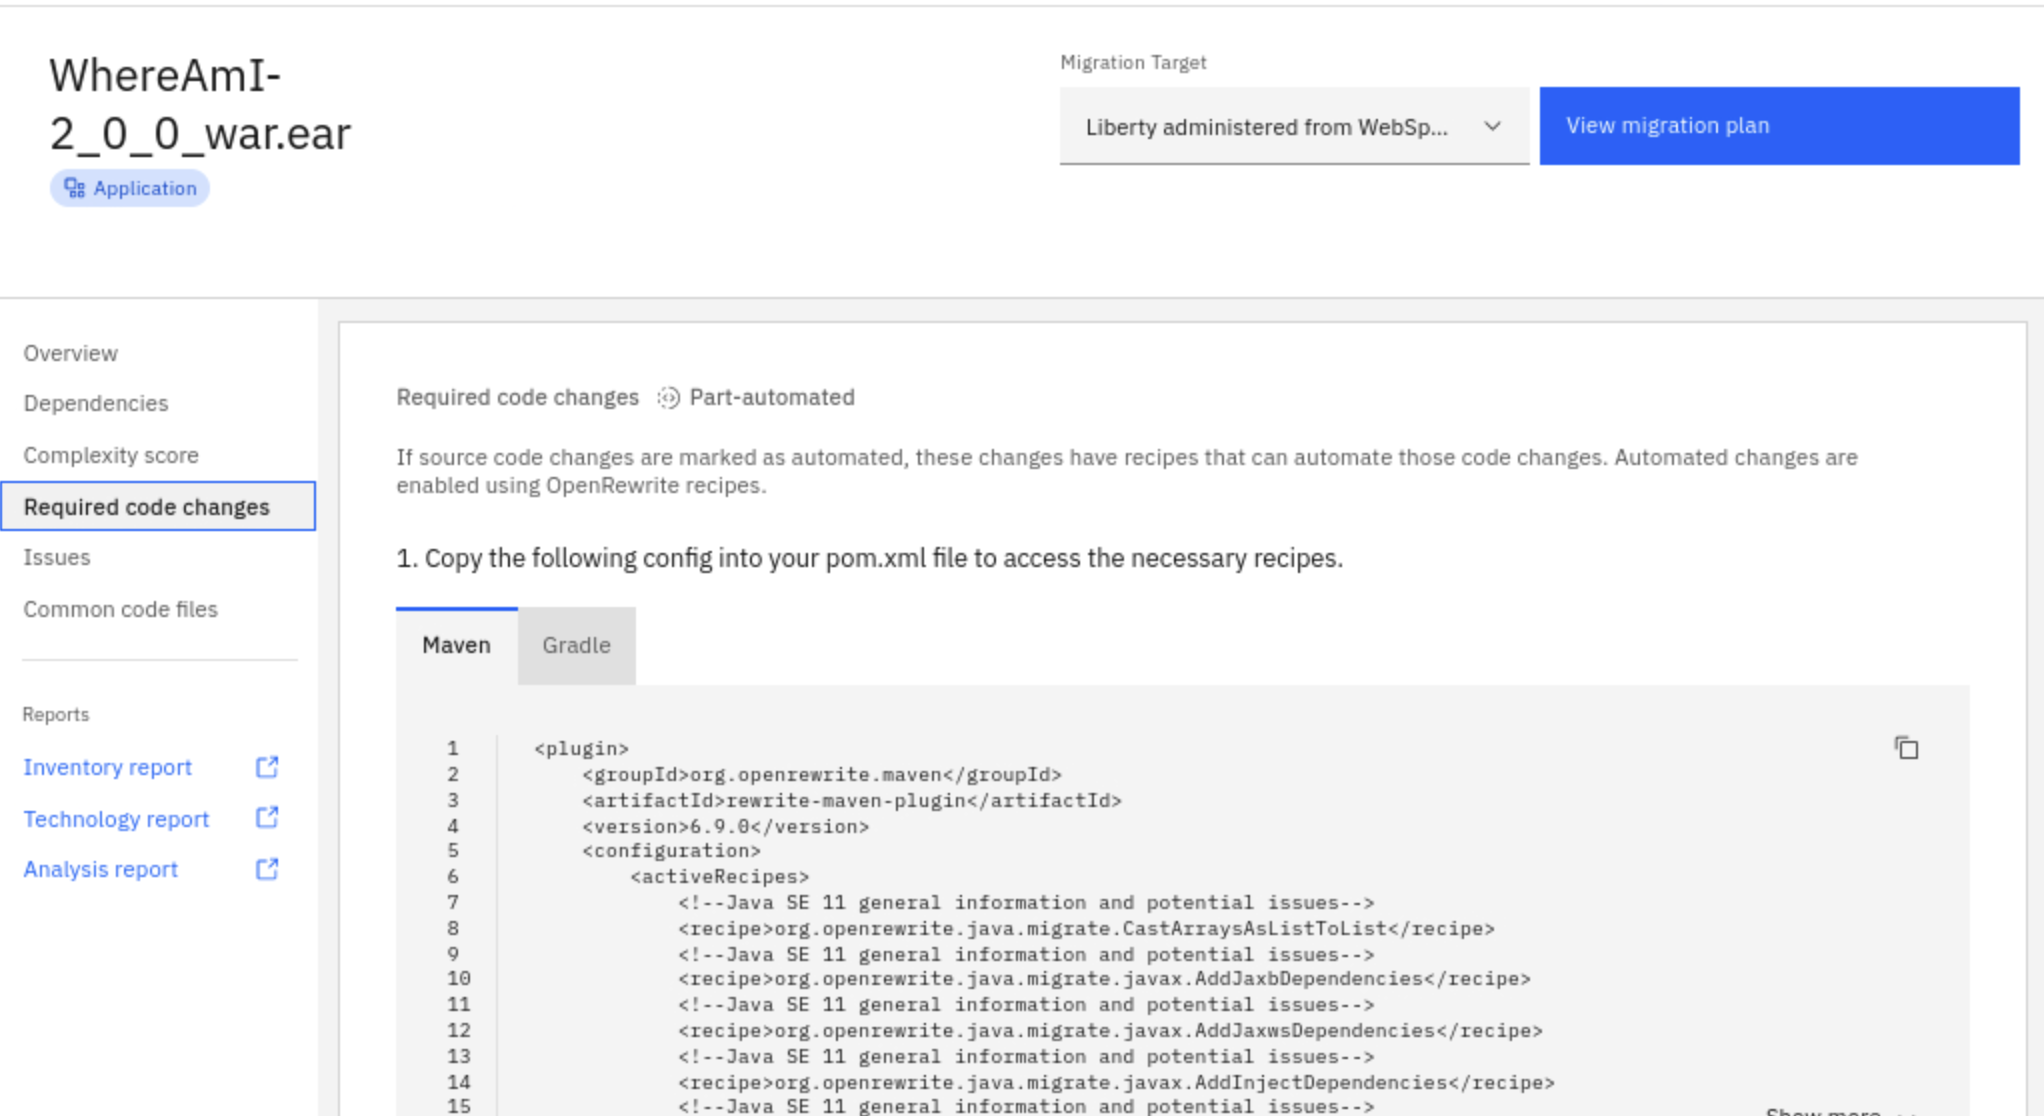 WhereAmI-
2_0_0_war.ear
Application
Migration Target
Liberty administered from WebSp...
View migration plan
Overview
Dependencies
Complexity score
Required code changes
Issues
Common code files
Reports
Inventory report
Technology report
Analysis report
Required code changes Part-automated
If source code changes are marked as automated, these changes have recipes that can automate those code changes. Automated changes are
enabled using OpenRewrite recipes.
1. Copy the following config into your pom.xml file to access the necessary recipes.
Maven Gradle
1 <plugin>
2 <groupId>org.openrewrite.maven</groupId>
3 <artifactId>rewrite-maven-plugin</artifactId>
4 <version>6.9.0</version>
5 <configuration>
6 <activeRecipes>
7 <!--Java SE 11 general information and potential issues-->
8 <recipe>org.openrewrite.java.migrate.CastArraysAsListToList</recipe>
9 <!--Java SE 11 general information and potential issues-->
10 <recipe>org.openrewrite.java.migrate.javax.AddJaxbDependencies</recipe>
11 <!--Java SE 11 general information and potential issues-->
12 <recipe>org.openrewrite.java.migrate.javax.AddJaxwsDependencies</recipe>
13 <!--Java SE 11 general information and potential issues-->
14 <recipe>org.openrewrite.java.migrate.javax.AddInjectDependencies</recipe>
15 <!--Java SE 11 general information and potential issues-->
Show more